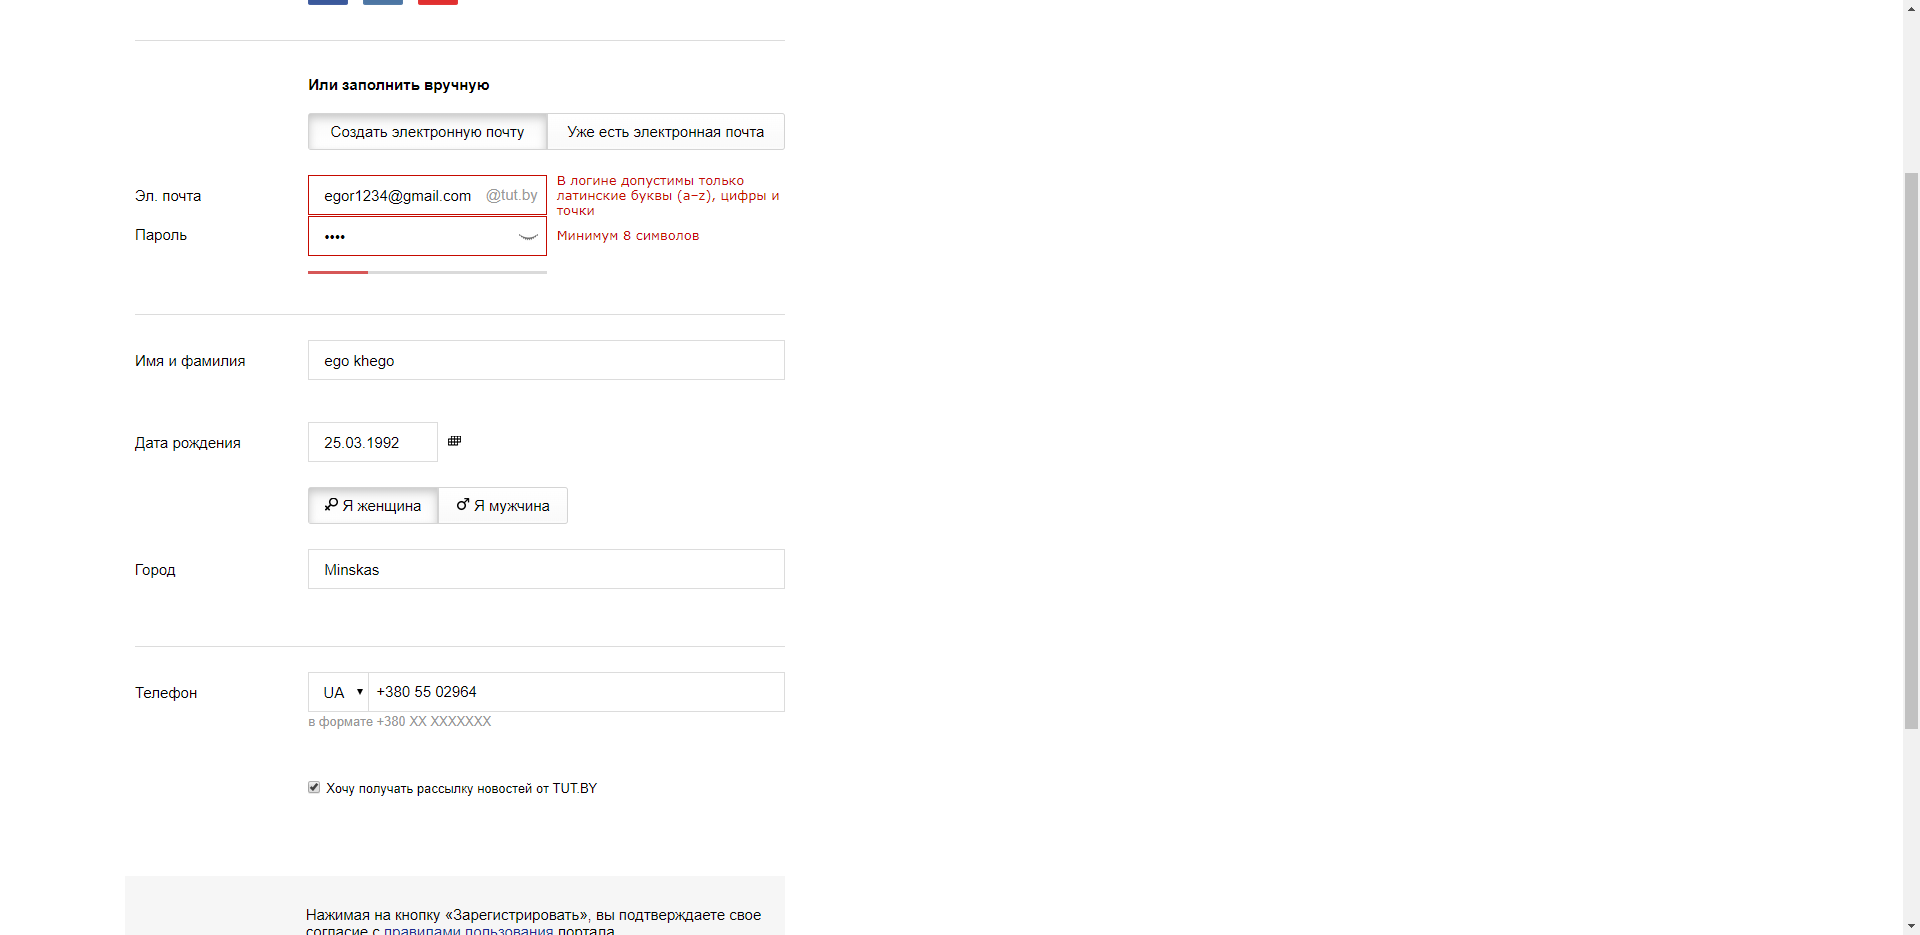 Или заполнить вручную
Создать электронную почту
Уже есть электронная почта
Эл. почта
egor1234@gmail.com
@tut.by
В логине допустимы только
латинские буквы (a–z), цифры и
точки
Пароль
••••
Минимум 8 символов
Имя и фамилия
ego khego
Дата рождения
25.03.1992
Я женщина
Я мужчина
Город
Minskas
Телефон
UA
+380 55 02964
в формате +380 XX XXXXXXX
Хочу получать рассылку новостей от TUT.BY
Нажимая на кнопку «Зарегистрировать», вы подтверждаете свое
согласие с правилами пользования портала